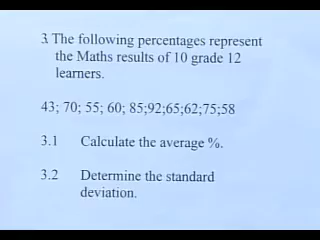 3. The following percentages represent
the Maths results of 10 grade 12
learners.
43; 70; 55; 60; 85;92;65;62;75;58
3.1 Calculate the average %.
3.2 Determine the standard
deviation.